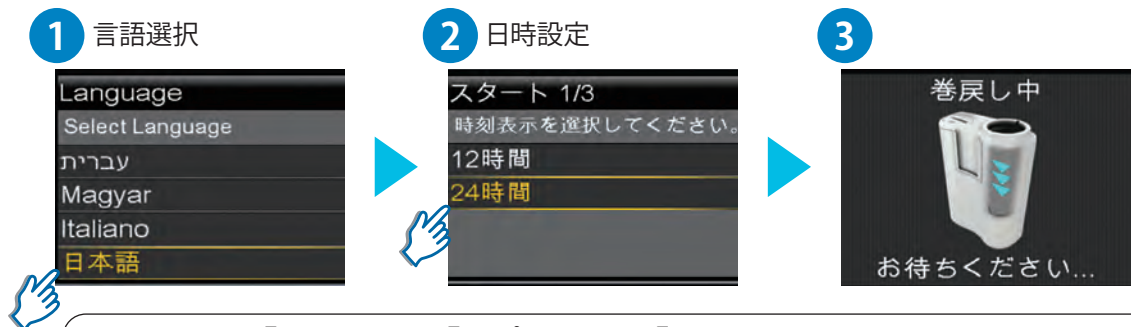 1 言語選択
Language
Select Language
עברית
Magyar
Italiano
日本語
2 日時設定
スタート 1/3
時刻表示を選択してください。
12時間
24時間
3
巻戻し中
お待ちください...